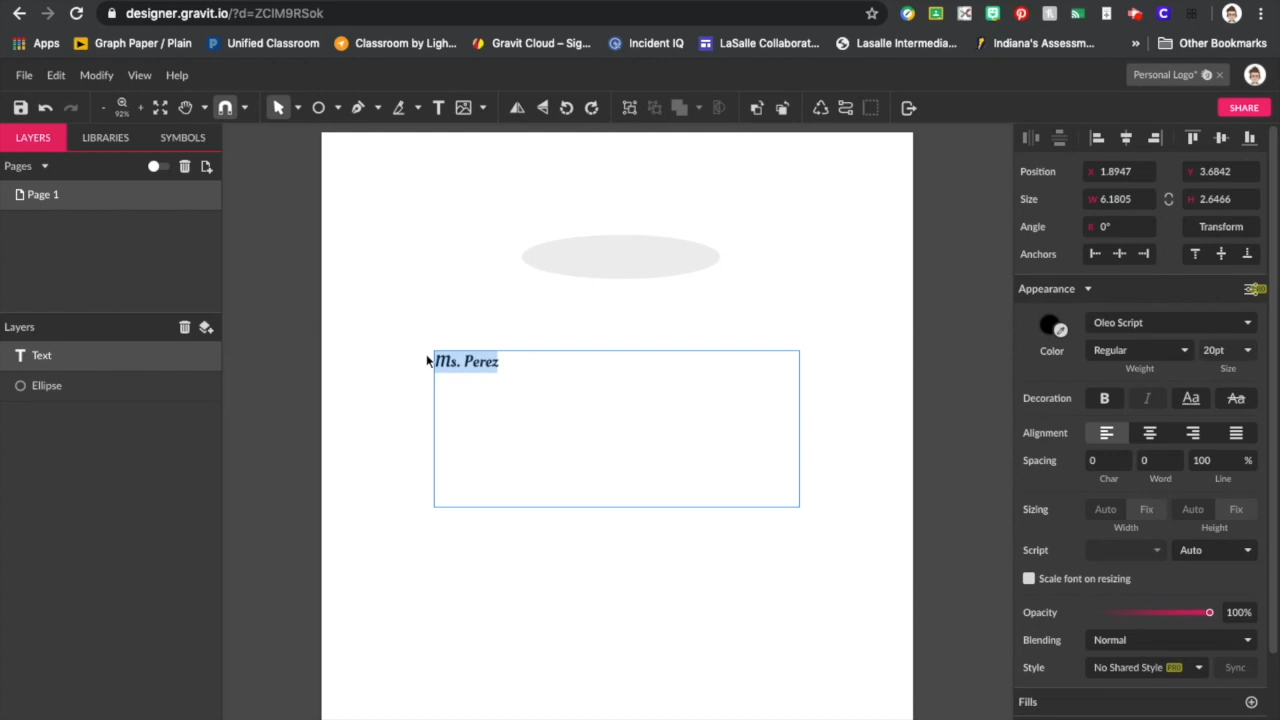 designer.gravit.io/?d=ZCIM9RSok
Apps Graph Paper / Plain Unified Classroom Classroom by Ligh... Gravit Cloud – Sig... Incident IQ LaSalle Collaborat... Lasalle Intermedia... Indiana's Assessm... » Other Bookmarks
File Edit Modify View Help Personal Logo*
- + 92% T SHARE
LAYERS LIBRARIES SYMBOLS
Pages
Page 1
Layers
T Text
Ellipse
Ms. Perez
Position X 1.8947 Y 3.6842
Size W 6.1805 H 2.6466
Angle R 0° Transform
Anchors
Appearance
Color Oleo Script
Regular 20pt
Weight Size
Decoration B I Aa Aa
Alignment
Spacing 0 0 100 %
Char Word Line
Sizing Auto Fix Auto Fix
Width Height
Script Auto
Scale font on resizing
Opacity 100%
Blending Normal
Style No Shared Style PRO Sync
Fills